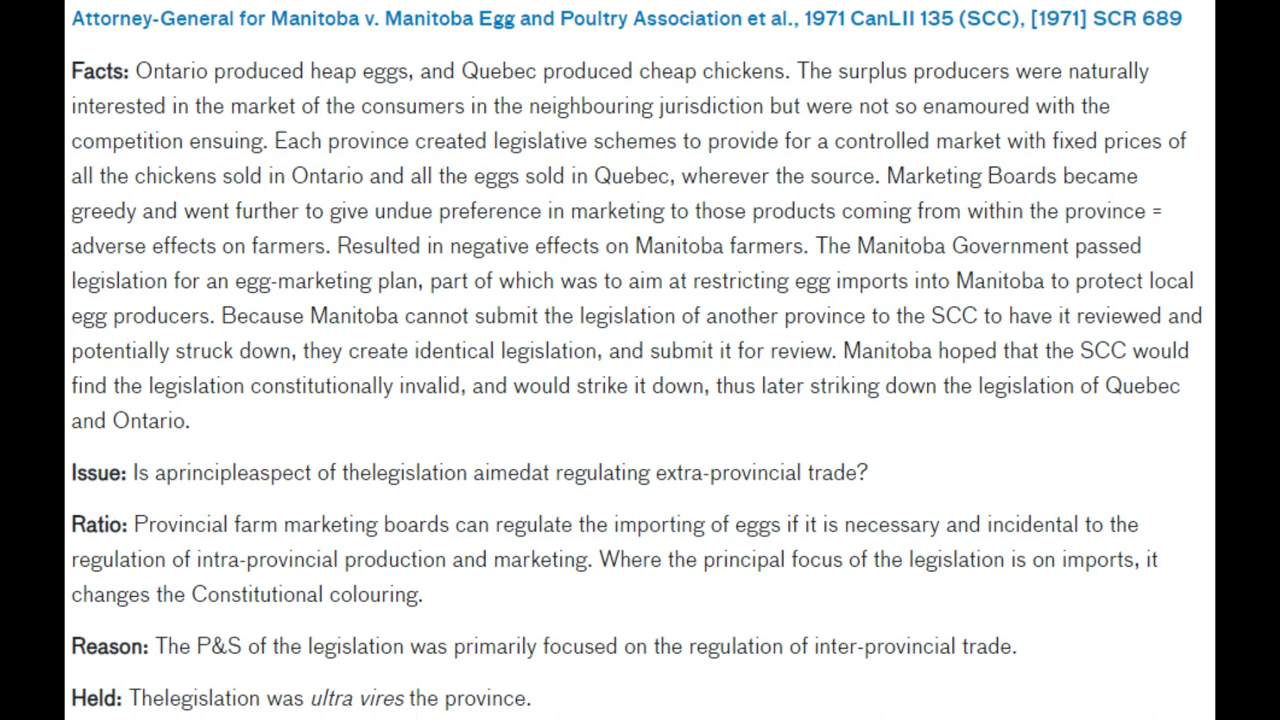 Attorney-General for Manitoba v. Manitoba Egg and Poultry Association et al., 1971 CanLII 135 (SCC), [1971] SCR 689
Facts: Ontario produced heap eggs, and Quebec produced cheap chickens. The surplus producers were naturally
interested in the market of the consumers in the neighbouring jurisdiction but were not so enamoured with the
competition ensuing. Each province created legislative schemes to provide for a controlled market with fixed prices of
all the chickens sold in Ontario and all the eggs sold in Quebec, wherever the source. Marketing Boards became
greedy and went further to give undue preference in marketing to those products coming from within the province =
adverse effects on farmers. Resulted in negative effects on Manitoba farmers. The Manitoba Government passed
legislation for an egg-marketing plan, part of which was to aim at restricting egg imports into Manitoba to protect local
egg producers. Because Manitoba cannot submit the legislation of another province to the SCC to have it reviewed and
potentially struck down, they create identical legislation, and submit it for review. Manitoba hoped that the SCC would
find the legislation constitutionally invalid, and would strike it down, thus later striking down the legislation of Quebec
and Ontario.
Issue: Is aprincipleaspect of thelegislation aimedat regulating extra-provincial trade?
Ratio: Provincial farm marketing boards can regulate the importing of eggs if it is necessary and incidental to the
regulation of intra-provincial production and marketing. Where the principal focus of the legislation is on imports, it
changes the Constitutional colouring.
Reason: The P&S of the legislation was primarily focused on the regulation of inter-provincial trade.
Held: Thelegislation was ultra vires the province.